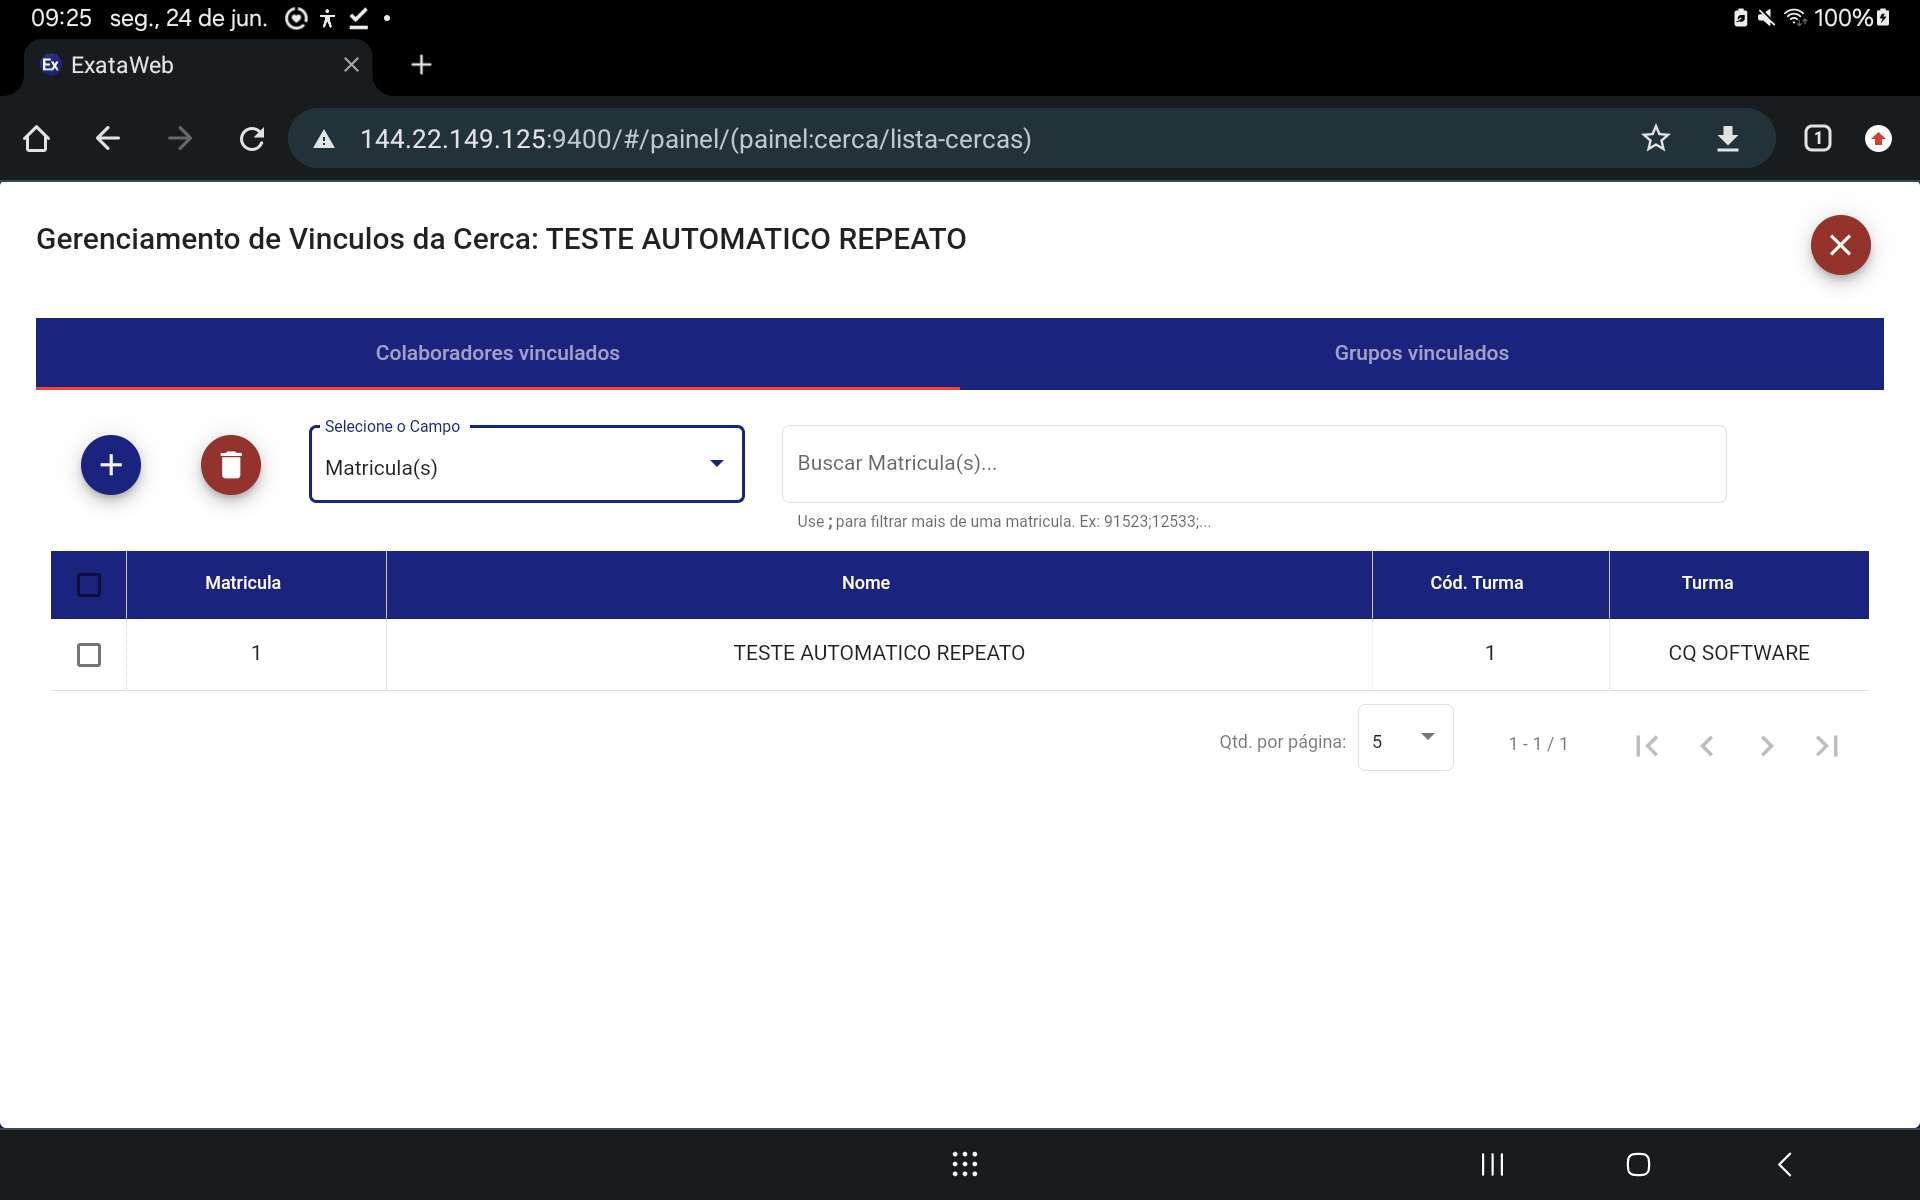 09:25 seg., 24 de jun.
100%
Ex ExataWeb
144.22.149.125:9400/#/painel/(painel:cerca/lista-cercas)
1
Gerenciamento de Vinculos da Cerca: TESTE AUTOMATICO REPEATO
Colaboradores vinculados
Grupos vinculados
Selecione o Campo
Matricula(s)
Buscar Matricula(s)...
Use ; para filtrar mais de uma matricula. Ex: 91523;12533;...
Matricula Nome Cód. Turma Turma
1 TESTE AUTOMATICO REPEATO 1 CQ SOFTWARE
Qtd. por página: 5 1 - 1 / 1